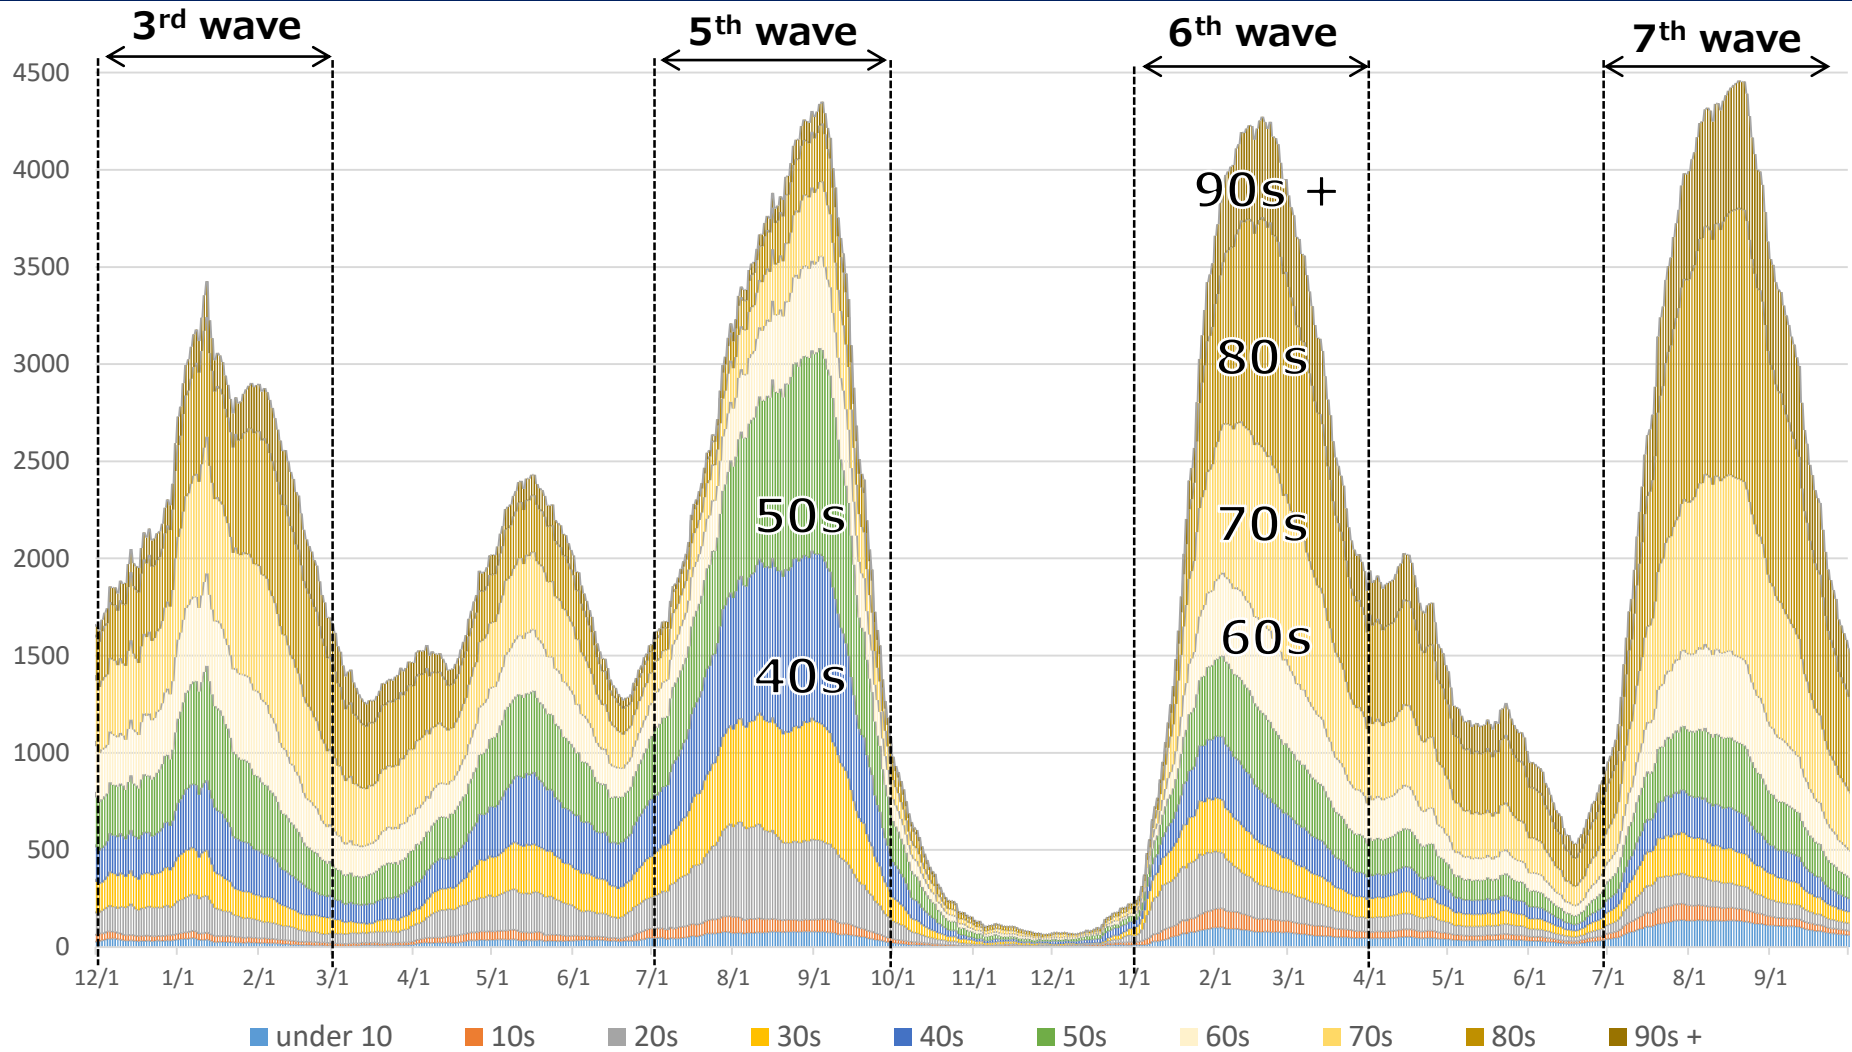 3rd wave
5th wave
6th wave
7th wave
4500
4000
3500
3000
2500
2000
1500
1000
500
0
90s +
80s
70s
60s
50s
40s
12/1 1/1 2/1 3/1 4/1 5/1 6/1 7/1 8/1 9/1 10/1 11/1 12/1 1/1 2/1 3/1 4/1 5/1 6/1 7/1 8/1 9/1
under 10 10s 20s 30s 40s 50s 60s 70s 80s 90s +